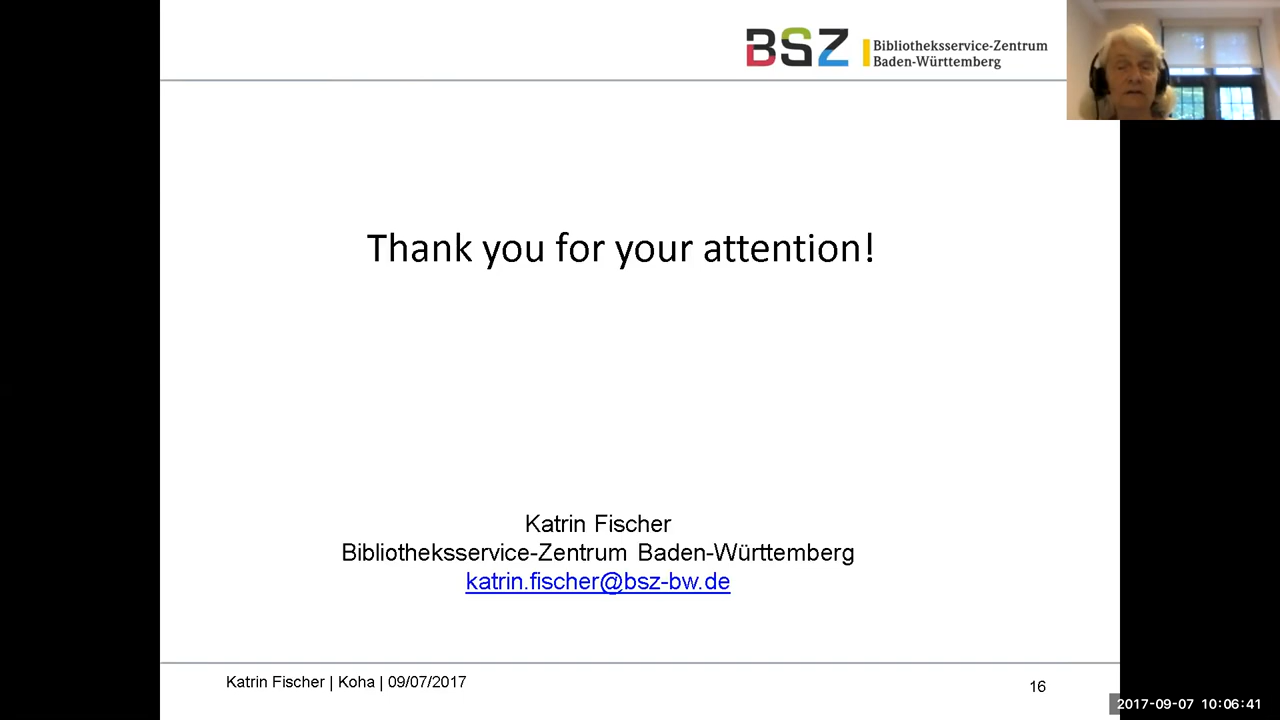 BSZ
Bibliotheksservice-Zentrum
Baden-Württemberg
Thank you for your attention!
Katrin Fischer
Bibliotheksservice-Zentrum Baden-Württemberg
katrin.fischer@bsz-bw.de
Katrin Fischer | Koha | 09/07/2017
16
2017-09-07 10:06:41